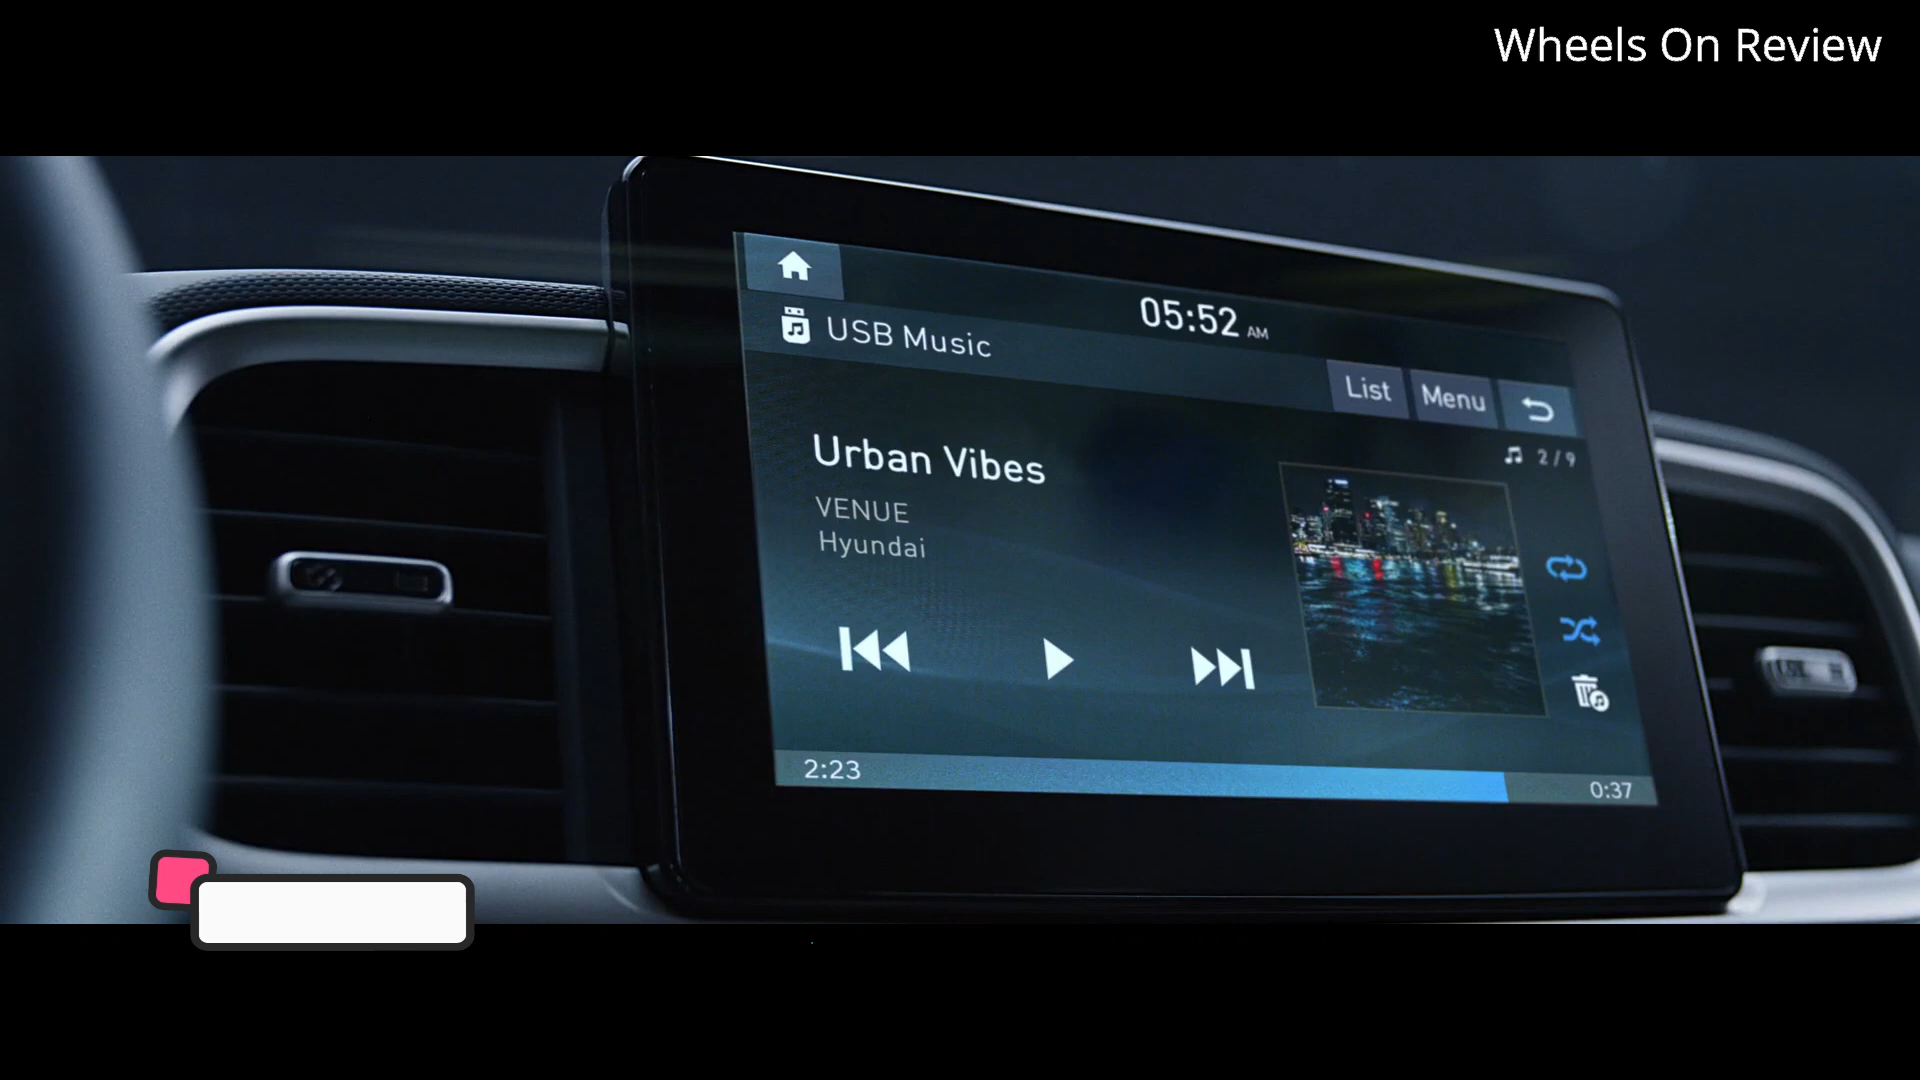 Wheels On Review
05:52 AM
USB Music
List Menu
2/9
Urban Vibes
VENUE
Hyundai
2:23
0:37